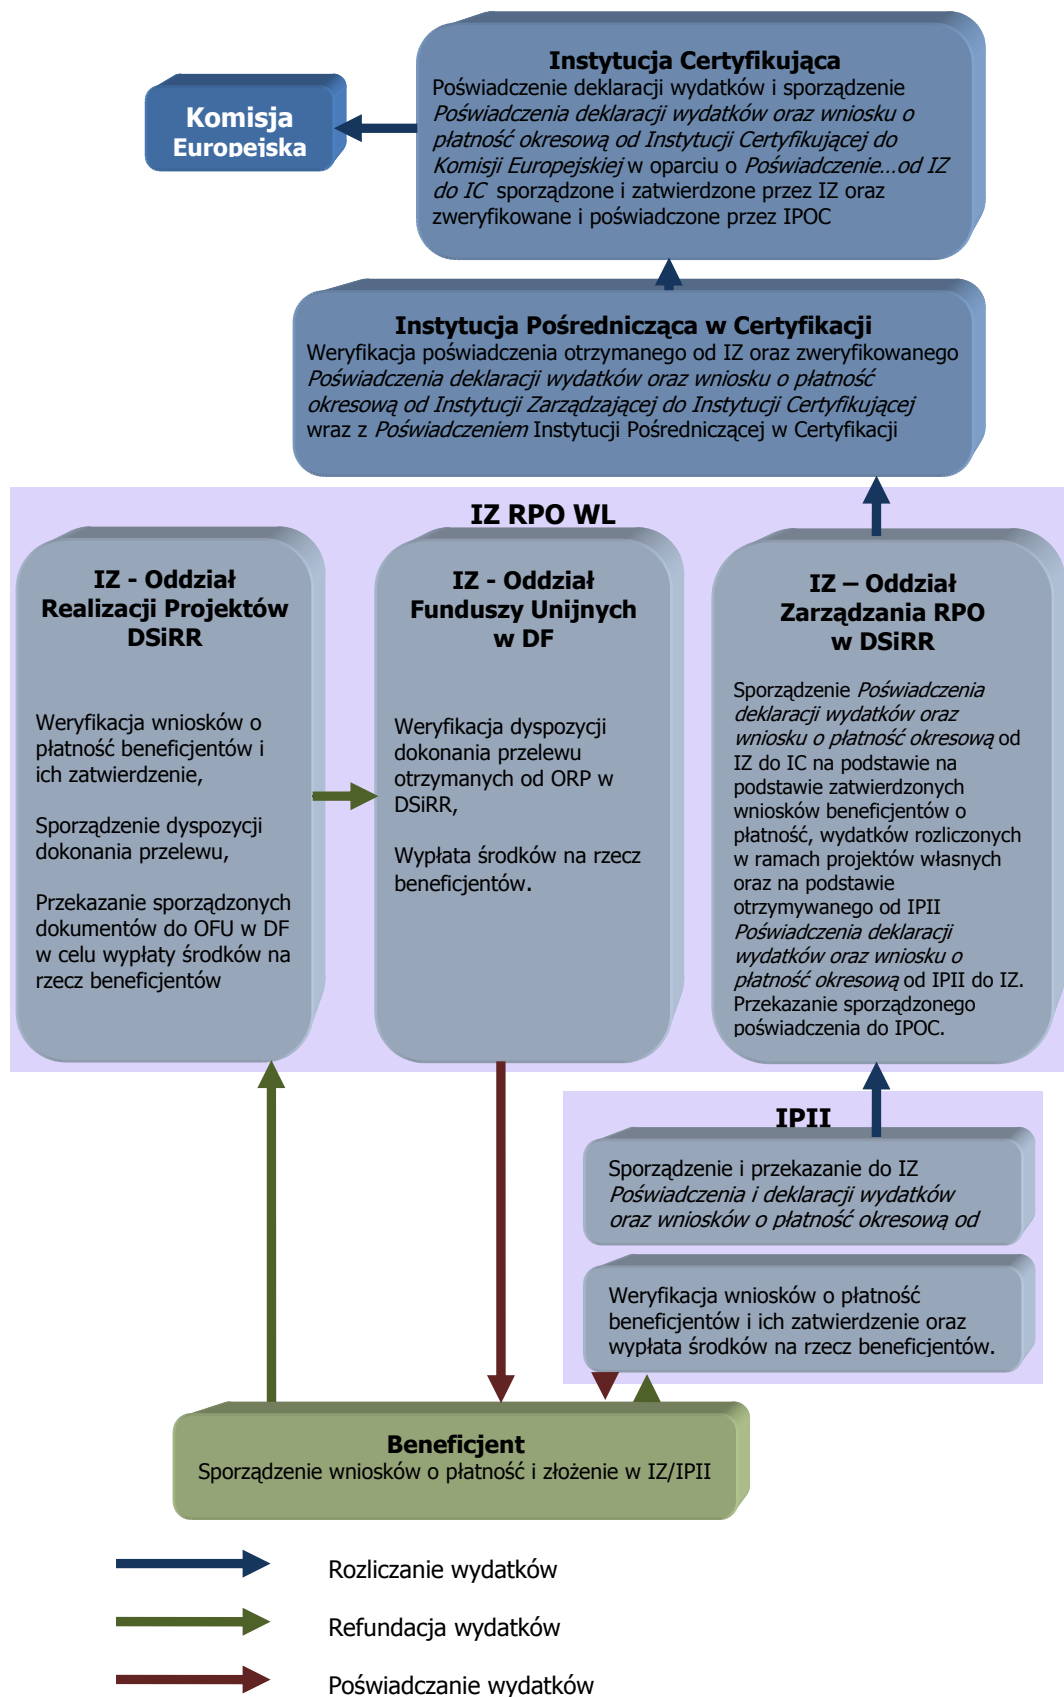 Instytucja Certyfikująca
Poświadczenie deklaracji wydatków i sporządzenie
Poświadczenia deklaracji wydatków oraz wniosku o
płatność okresową od Instytucji Certyfikującej do
Komisji Europejskiej w oparciu o Poświadczenie...od IZ
do IC sporządzone i zatwierdzone przez IZ oraz
zweryfikowane i poświadczone przez IPOC
Komisja
Europejska
Instytucja Pośrednicząca w Certyfikacji
Weryfikacja poświadczenia otrzymanego od IZ oraz zweryfikowanego
Poświadczenia deklaracji wydatków oraz wniosku o płatność
okresową od Instytucji Zarządzającej do Instytucji Certyfikującej
wraz z Poświadczeniem Instytucji Pośredniczącej w Certyfikacji
IZ RPO WL
IZ - Oddział
Realizacji Projektów
DSiRR
Weryfikacja wniosków o
płatność beneficjentów i
ich zatwierdzenie,
Sporządzenie dyspozycji
dokonania przelewu,
Przekazanie sporządzonych
dokumentów do OFU w DF
w celu wypłaty środków na
rzecz beneficjentów
IZ - Oddział
Funduszy Unijnych
w DF
Weryfikacja dyspozycji
dokonania przelewu
otrzymanych od ORP w
DSiRR,
Wypłata środków na rzecz
beneficjentów.
IZ – Oddział
Zarządzania RPO
w DSiRR
Sporządzenie Poświadczenia
deklaracji wydatków oraz
wniosku o płatność okresową od
IZ do IC na podstawie na
podstawie zatwierdzonych
wniosków beneficjentów o
płatność, wydatków rozliczonych
w ramach projektów własnych
oraz na podstawie
otrzymywanego od IPII
Poświadczenia deklaracji
wydatków oraz wniosku o
płatność okresową od IPII do IZ.
Przekazanie sporządzonego
poświadczenia do IPOC.
IPII
Sporządzenie i przekazanie do IZ
Poświadczenia i deklaracji wydatków
oraz wniosków o płatność okresową od
Weryfikacja wniosków o płatność
beneficjentów i ich zatwierdzenie oraz
wypłata środków na rzecz beneficjentów.
Beneficjent
Sporządzenie wniosków o płatność i złożenie w IZ/IPII
Rozliczanie wydatków
Refundacja wydatków
Poświadczanie wydatków